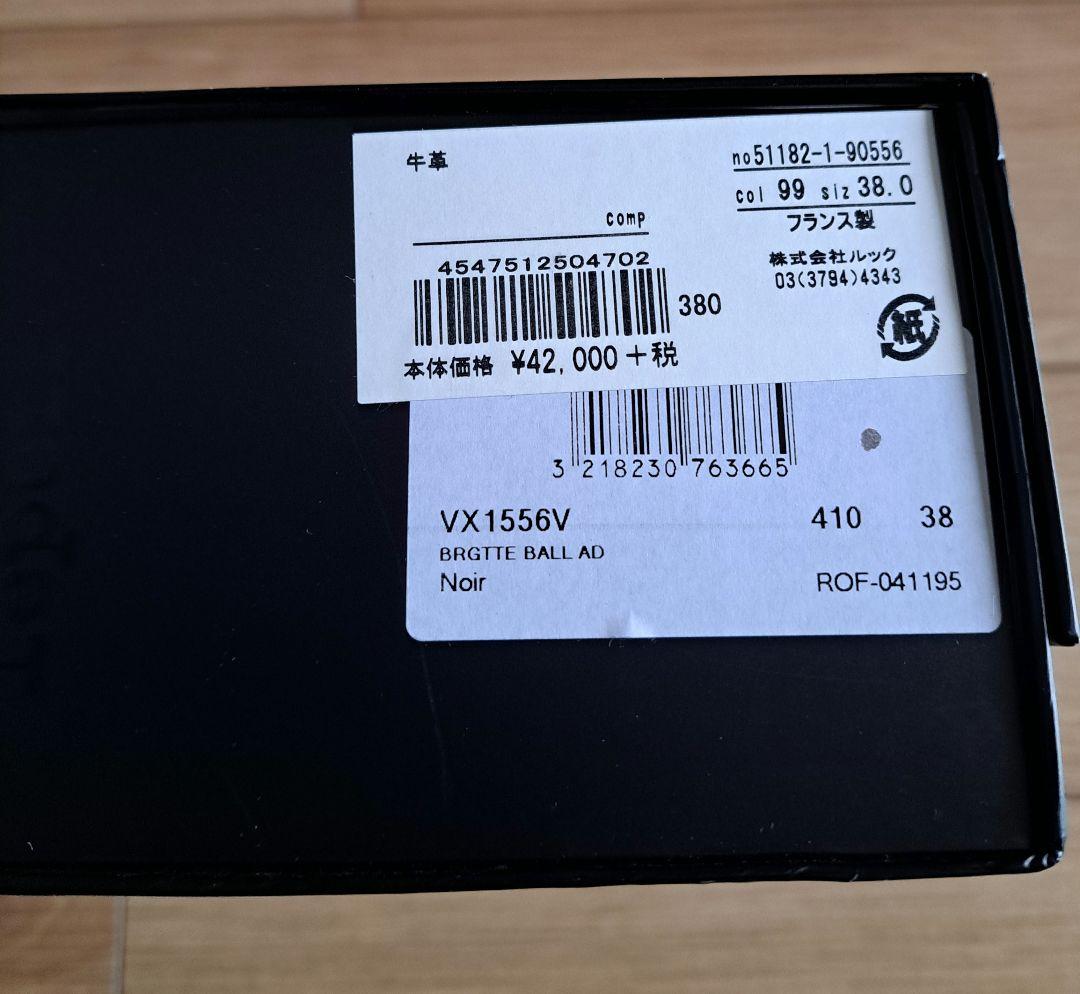 牛革
no51182-1-90556
col 99 siz 38.0
フランス製
comp
株式会社ルック
03(3794)4343
4547512504702
380
紙
本体価格 ¥42,000+税
3 218230 763665
VX1556V 410 38
BRGTTE BALL AD
Noir ROF-041195